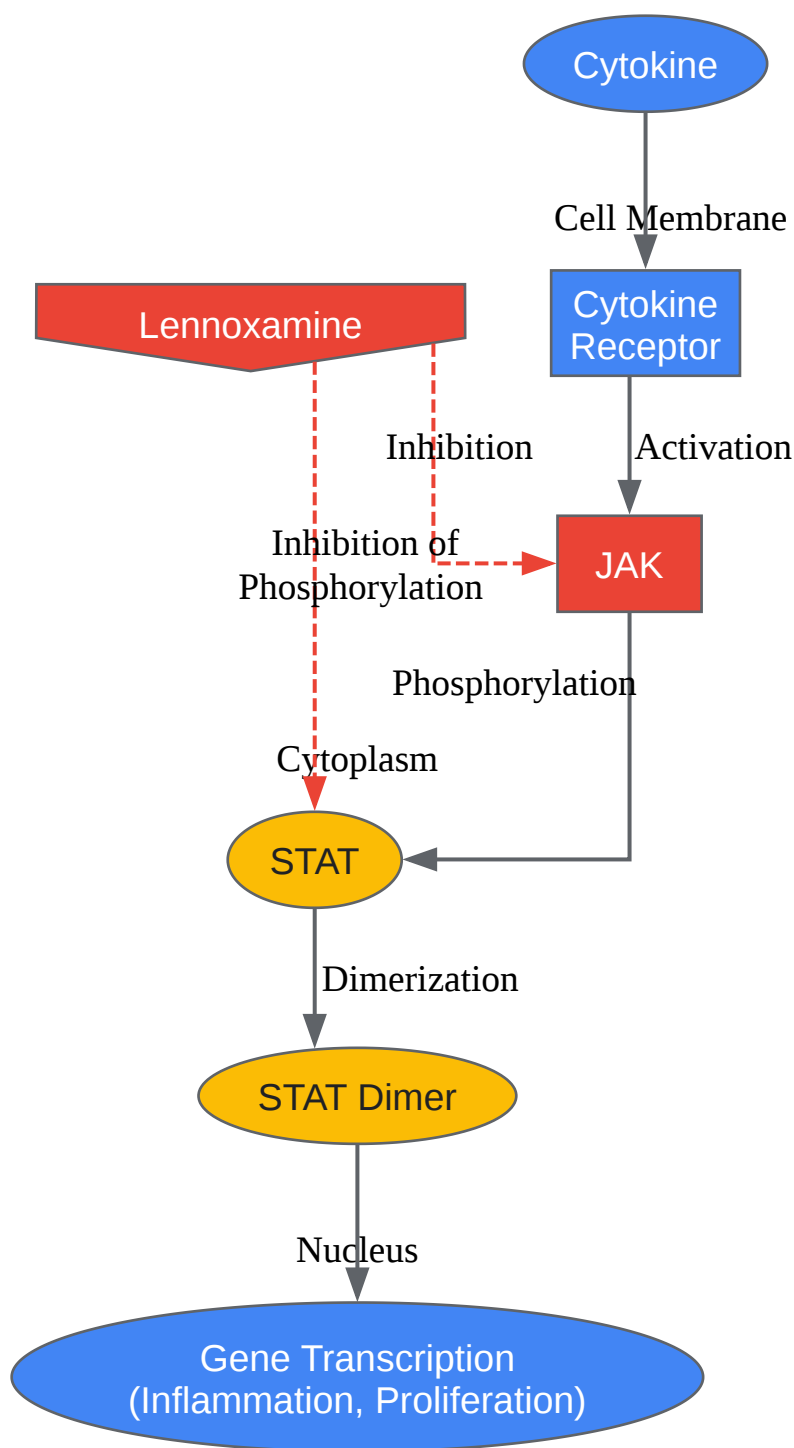 Cytokine
Cell Membrane
Lennoxamine
Cytokine
Receptor
Inhibition
Activation
Inhibition of
Phosphorylation
JAK
Phosphorylation
Cytoplasm
STAT
Dimerization
STAT Dimer
Nucleus
Gene Transcription
(Inflammation, Proliferation)